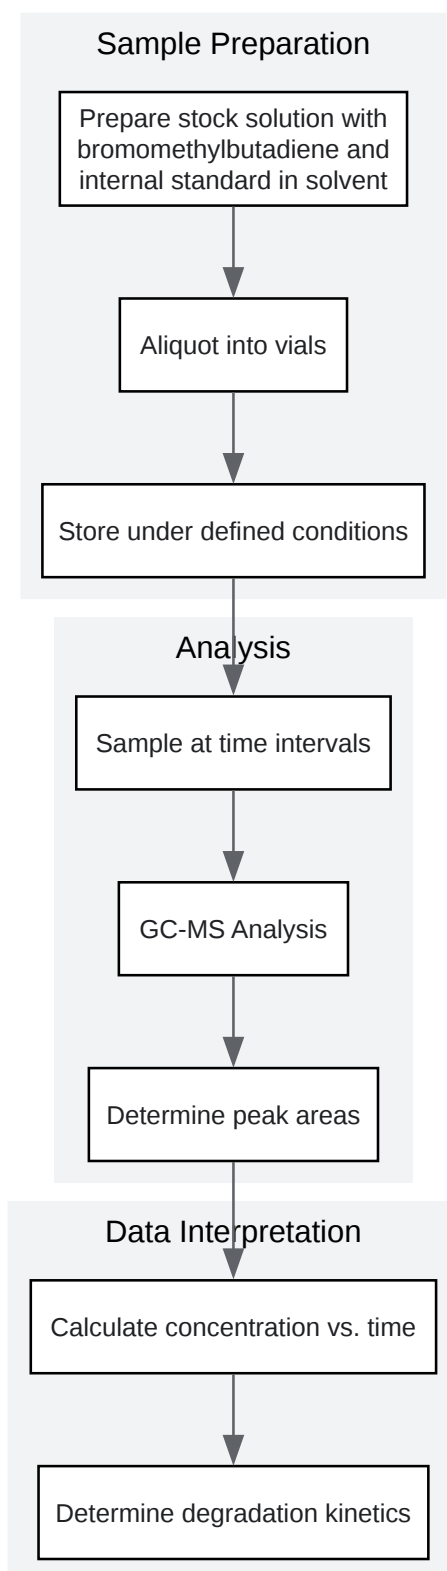 Sample Preparation
Prepare stock solution with
bromomethylbutadiene and
internal standard in solvent
Aliquot into vials
Store under defined conditions
Analysis
Sample at time intervals
GC-MS Analysis
Determine peak areas
Data Interpretation
Calculate concentration vs. time
Determine degradation kinetics